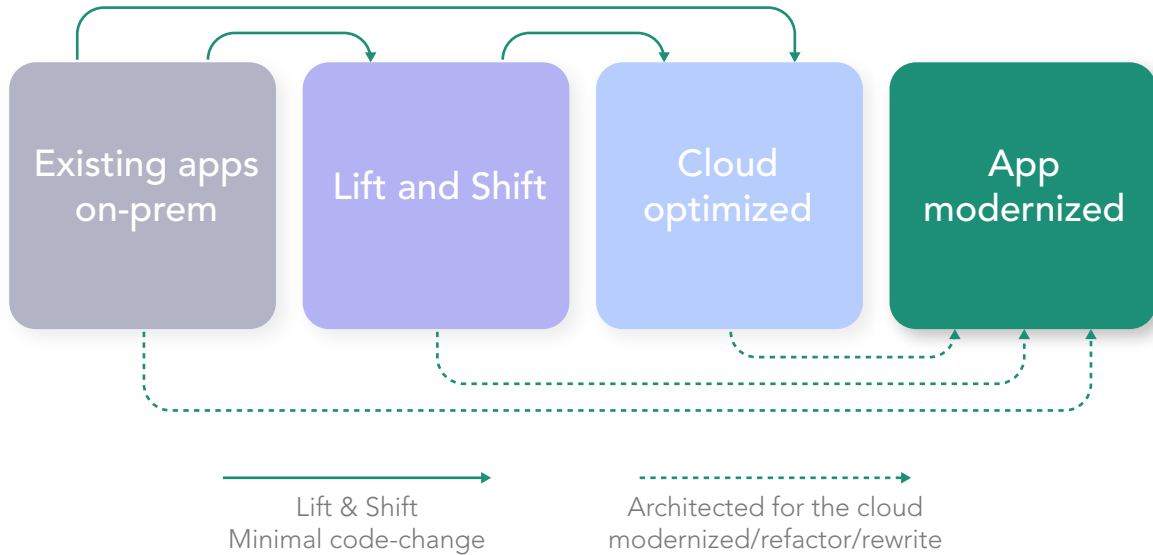 Existing apps
on-prem
Lift and Shift
Cloud
optimized
App
modernized
Lift & Shift
Minimal code-change
Architected for the cloud
modernized/refactor/rewrite